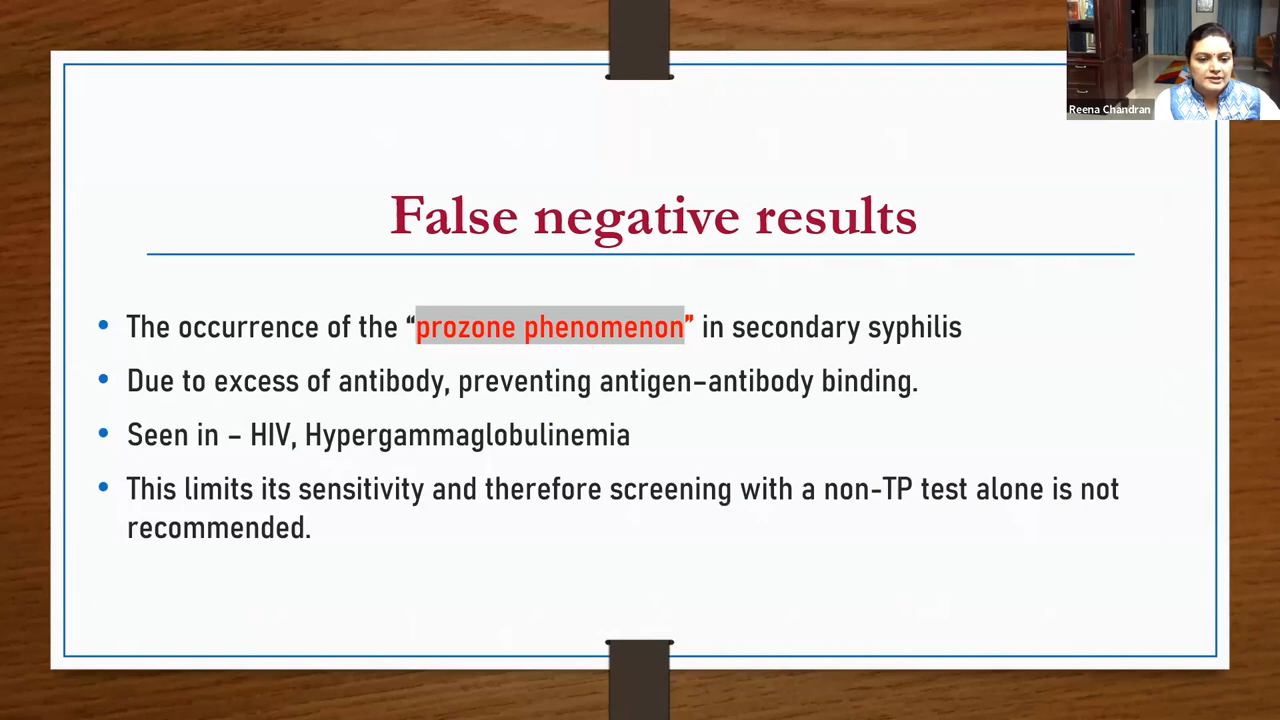 Reena Chandran
False negative results
• The occurrence of the “prozone phenomenon” in secondary syphilis
• Due to excess of antibody, preventing antigen–antibody binding.
• Seen in – HIV, Hypergammaglobulinemia
• This limits its sensitivity and therefore screening with a non-TP test alone is not
recommended.